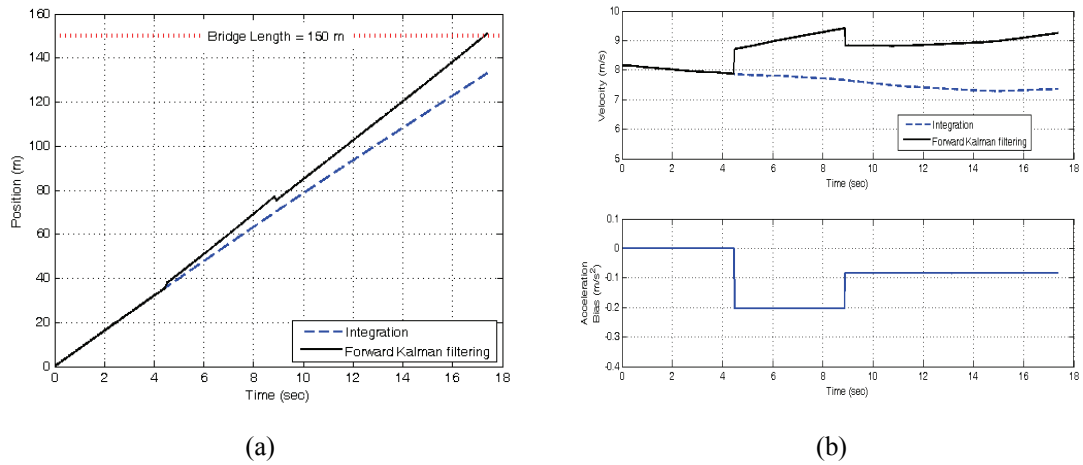 160
140
120
100
80
60
40
20
0
Position (m)
Bridge Length = 150 m
Integration
Forward Kalman filtering
0 2 4 6 8 10 12 14 16 18
Time (sec)
(a)
10
9
8
7
6
5
Velocity (m/s)
Integration
Forward Kalman filtering
0 2 4 6 8 10 12 14 16 18
Time (sec)
0
-0.1
-0.2
-0.3
-0.4
Acceleration
Bias (m/s²)
0 2 4 6 8 10 12 14 16 18
Time (sec)
(b)